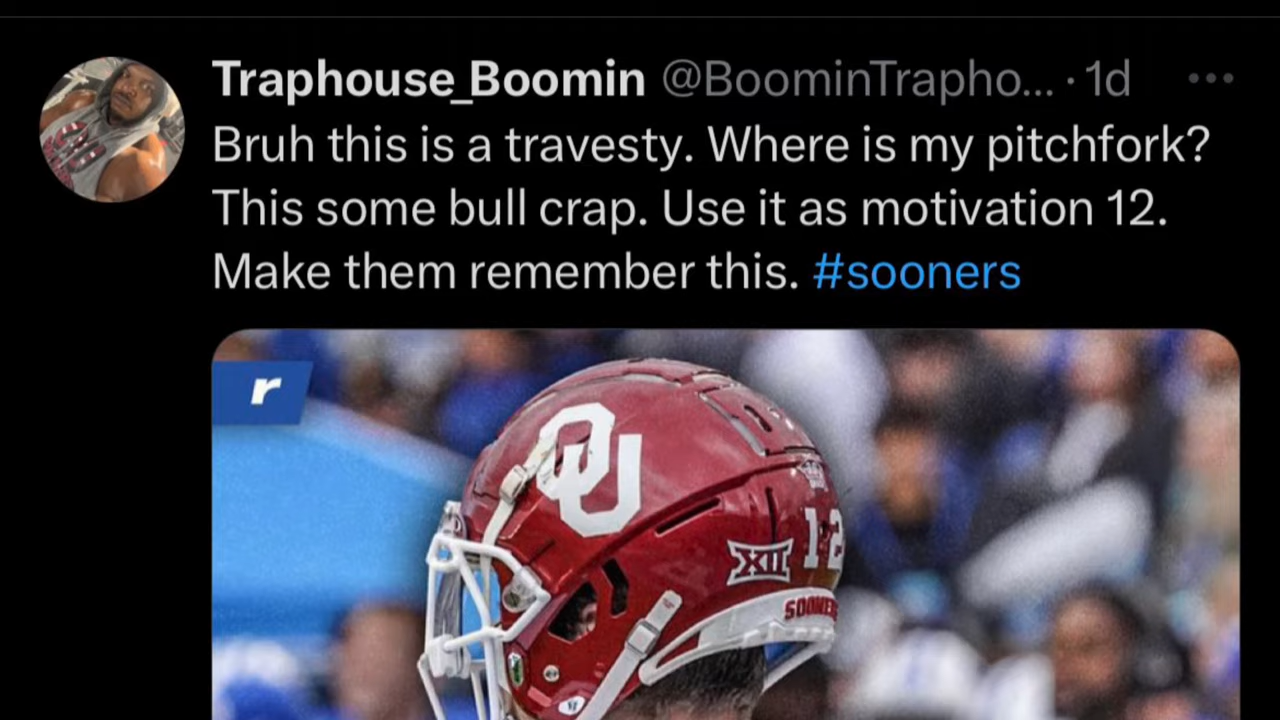 Traphouse_Boomin @BoominTrapho... · 1d
Bruh this is a travesty. Where is my pitchfork?
This some bull crap. Use it as motivation 12.
Make them remember this. #sooners
r
OU
XII
12
SOONERS